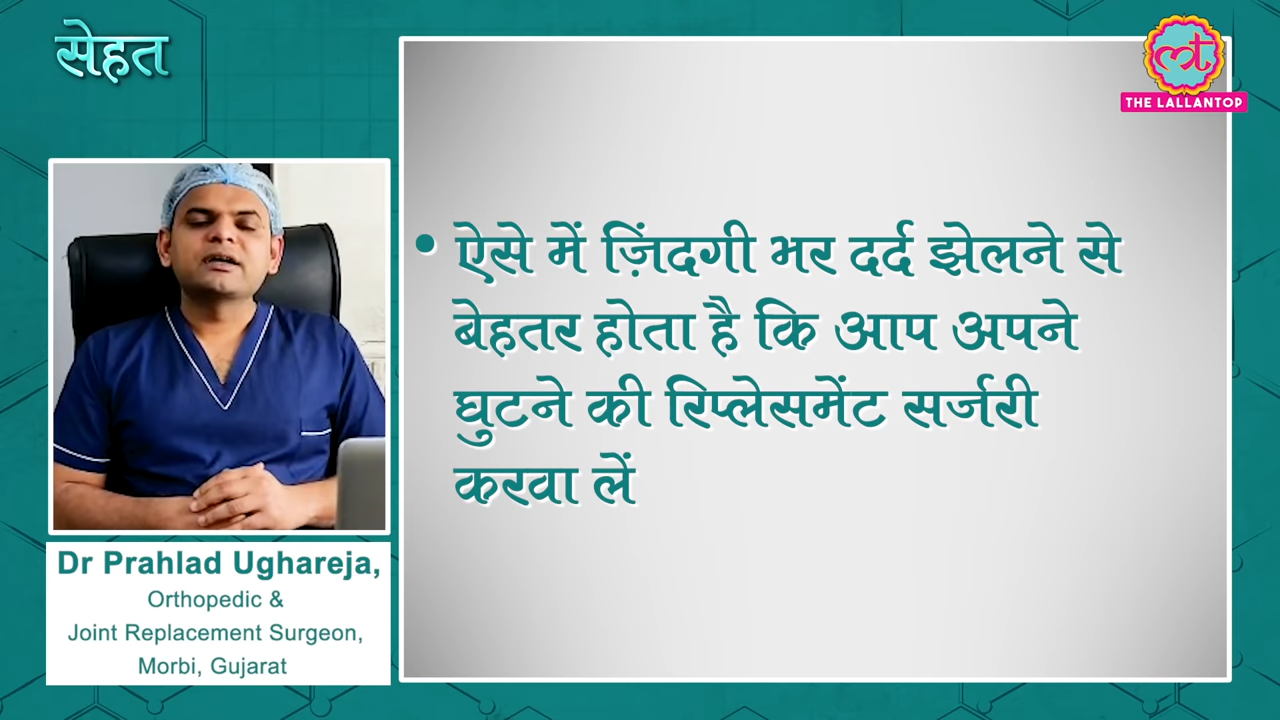 सेहत
THE LALLANTOP
• ऐसे में ज़िंदगी भर दर्द झेलने से
बेहतर होता है कि आप अपने
घुटने की रिप्लेसमेंट सर्जरी
करवा लें
Dr Prahlad Ughareja,
Orthopedic &
Joint Replacement Surgeon,
Morbi, Gujarat